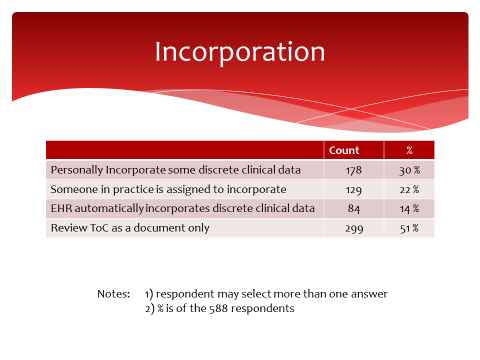 Incorporation
Count %
Personally Incorporate some discrete clinical data 178 30 %
Someone in practice is assigned to incorporate 129 22 %
EHR automatically incorporates discrete clinical data 84 14 %
Review ToC as a document only 299 51 %
Notes: 1) respondent may select more than one answer
2) % is of the 588 respondents